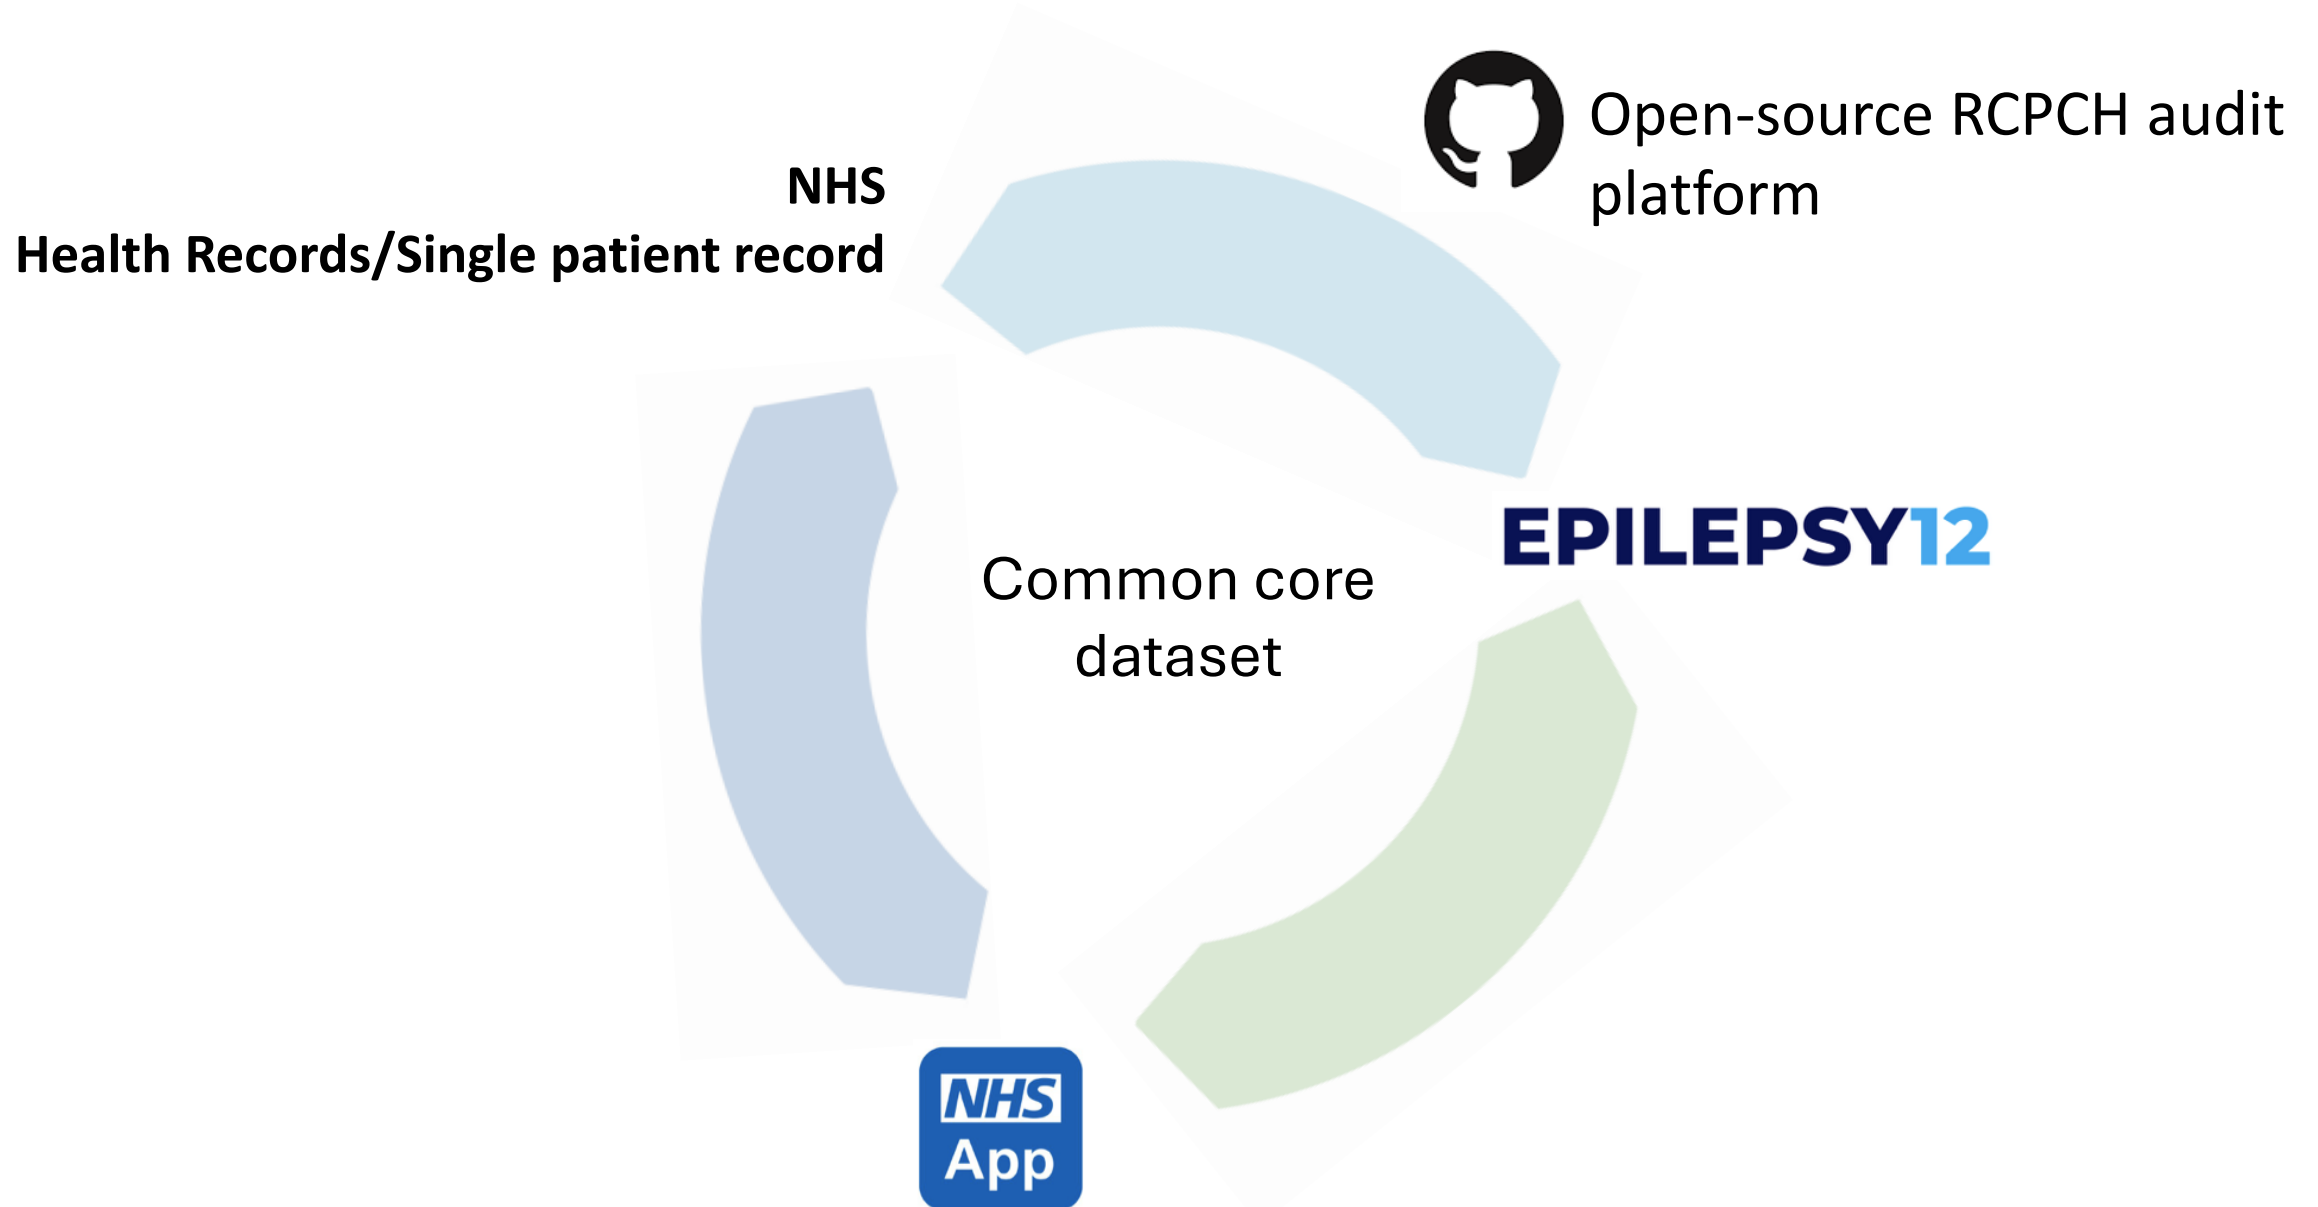 NHS
Health Records/Single patient record
Open-source RCPCH audit
platform
EPILEPSY12
Common core
dataset
NHS
App